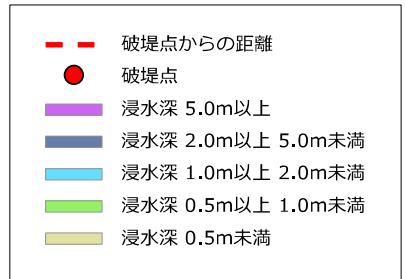 破堤点からの距離
破堤点
浸水深 5.0m以上
浸水深 2.0m以上 5.0m未満
浸水深 1.0m以上 2.0m未満
浸水深 0.5m以上 1.0m未満
浸水深 0.5m未満